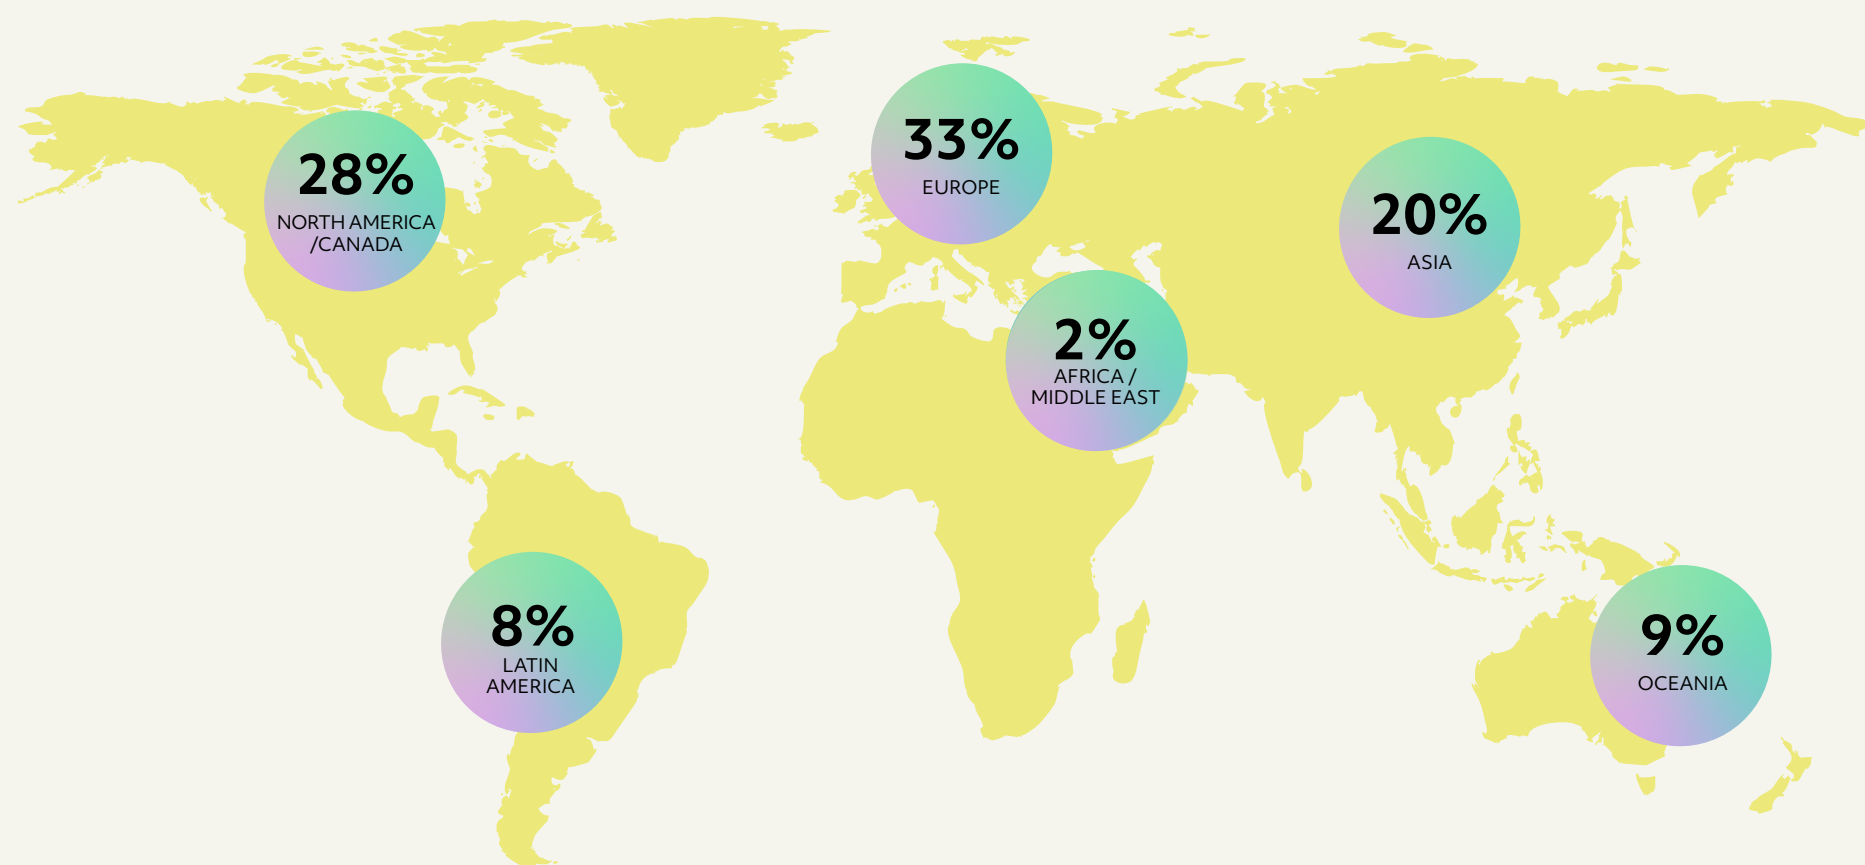 28%
NORTH AMERICA
/CANADA
33%
EUROPE
20%
ASIA
2%
AFRICA /
MIDDLE EAST
8%
LATIN
AMERICA
9%
OCEANIA